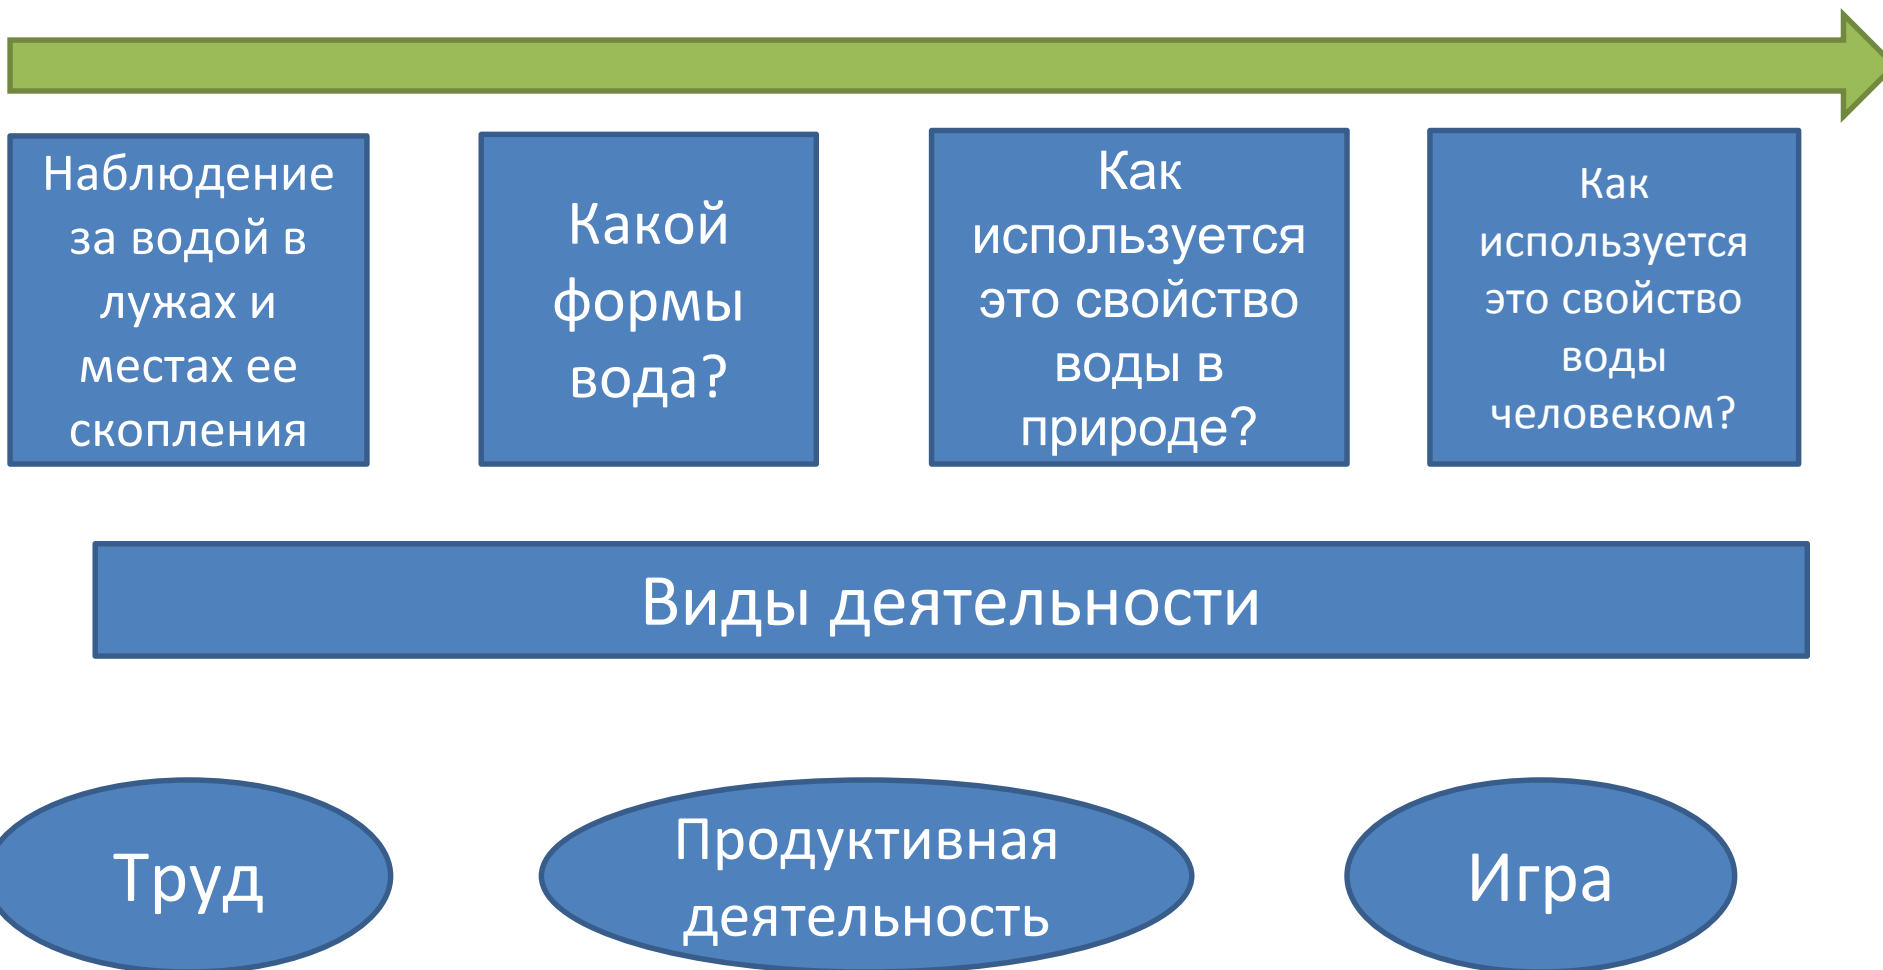 Наблюдение
за водой в
лужах и
местах ее
скопления
Какой
формы
вода?
Как
используется
это свойство
воды в
природе?
Как
используется
это свойство
воды
человеком?
Виды деятельности
Труд
Продуктивная
деятельность
Игра